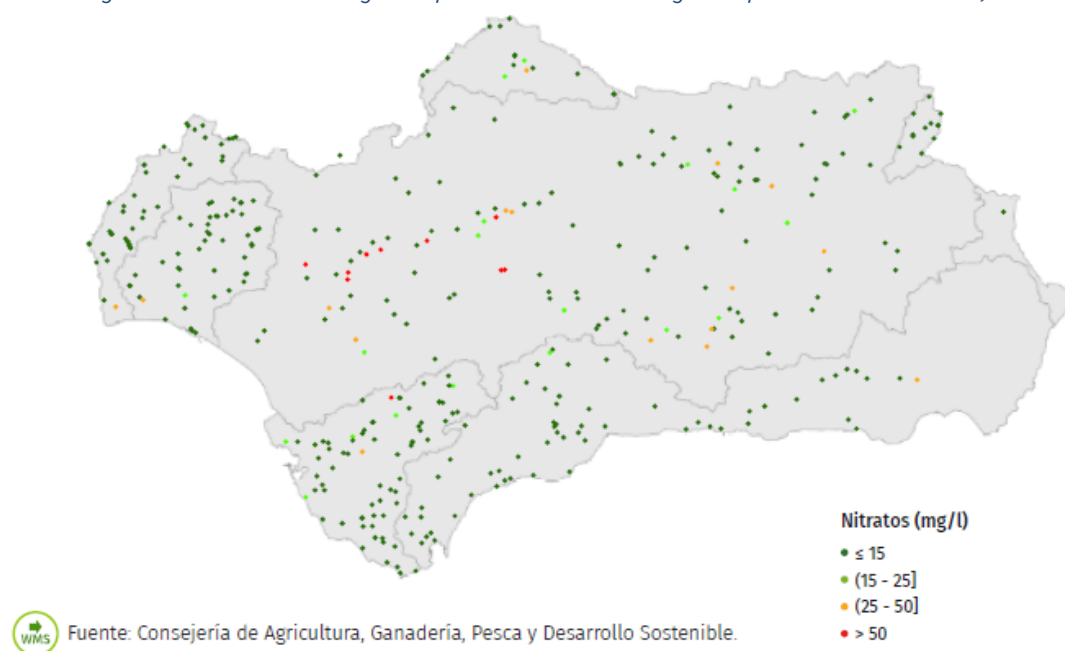 Nitratos (mg/l)
≤ 15
(15 - 25]
(25 - 50]
> 50
WMS
Fuente: Consejería de Agricultura, Ganadería, Pesca y Desarrollo Sostenible.